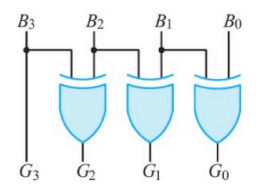 B₃ B₂ B₁ B₀
G₃ G₂ G₁ G₀